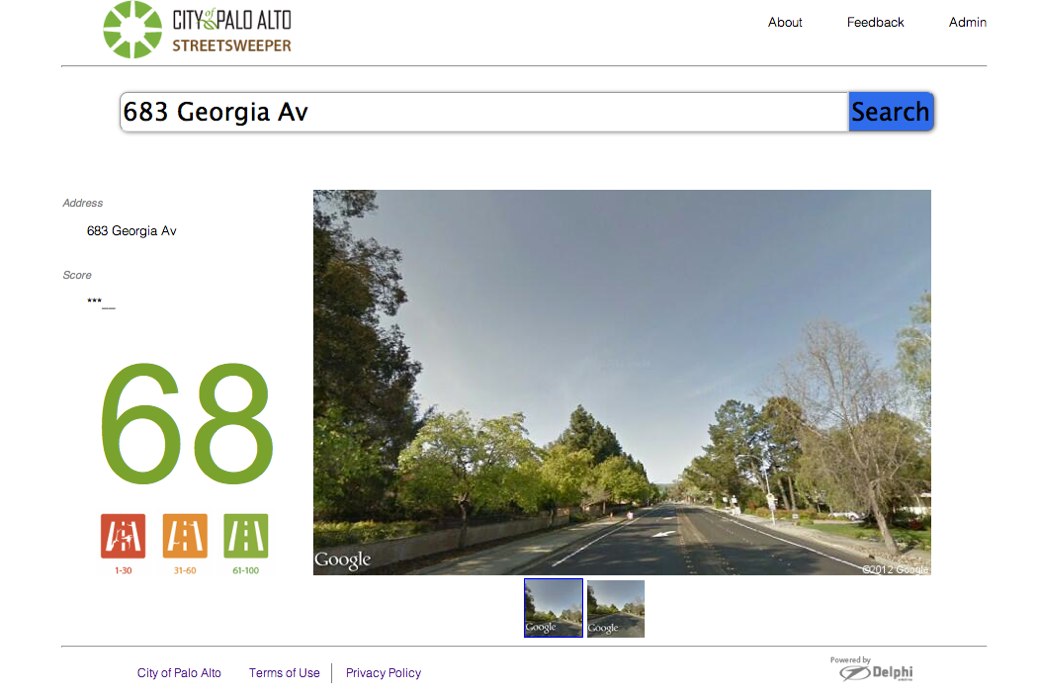 CITY of PALO ALTO
STREETSWEEPER
About Feedback Admin
683 Georgia Av Search
Address
683 Georgia Av
Score
***__
68
1-30 31-60 61-100
Google
©2012 Google
Google Google
City of Palo Alto Terms of Use Privacy Policy
Powered by
Delphi